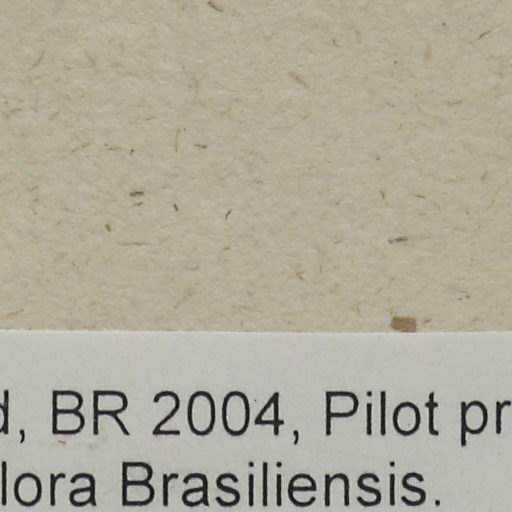 d, BR 2004, Pilot pr
lora Brasiliensis.